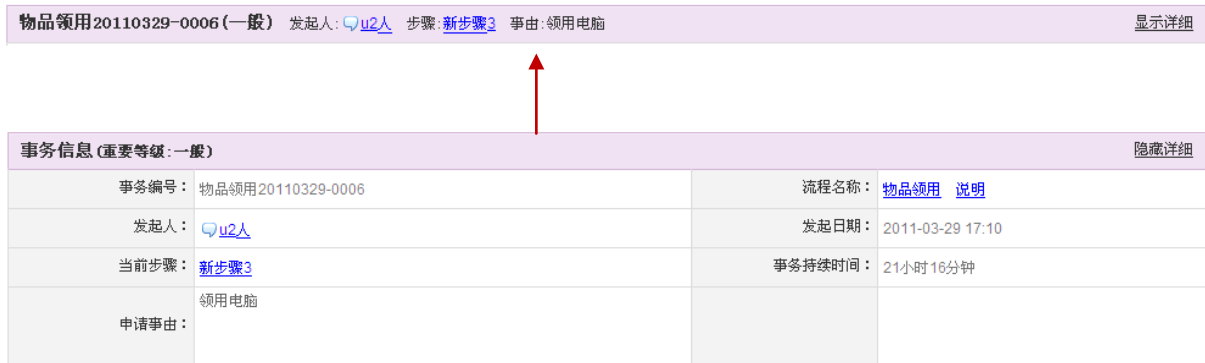 物品领用20110329-0006(一般) 发起人:u2人 步骤:新步骤3 事由:领用电脑 显示详细
事务信息(重要等级:一般) 隐藏详细
事务编号： 物品领用20110329-0006 流程名称： 物品领用 说明
发起人： u2人 发起日期： 2011-03-29 17:10
当前步骤： 新步骤3 事务持续时间： 21小时16分钟
申请事由： 领用电脑